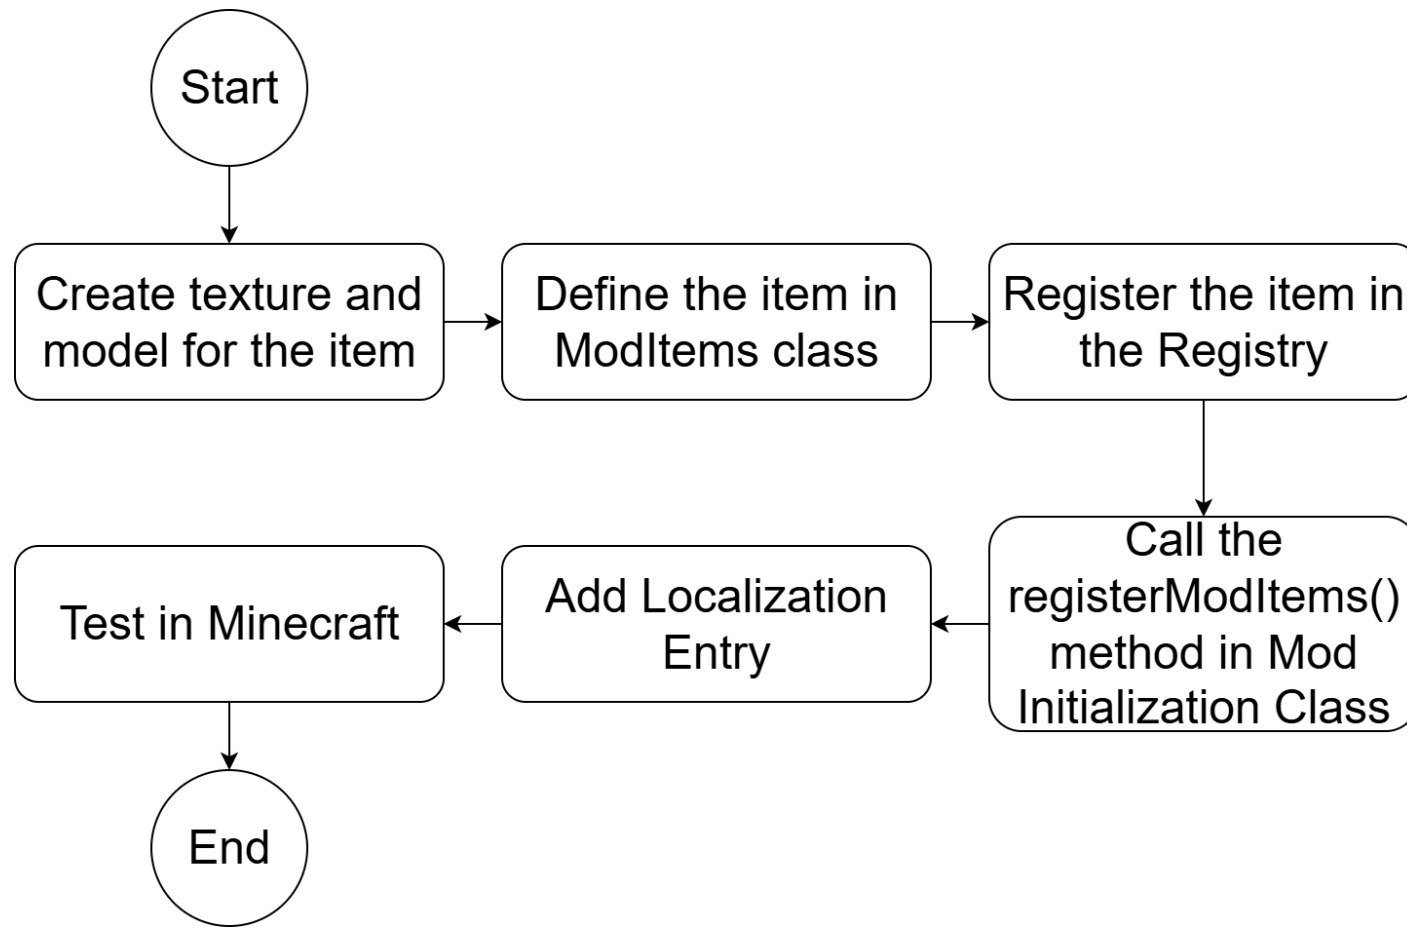 Start
Create texture and
model for the item
Define the item in
ModItems class
Register the item in
the Registry
Call the
registerModItems()
method in Mod
Initialization Class
Add Localization
Entry
Test in Minecraft
End